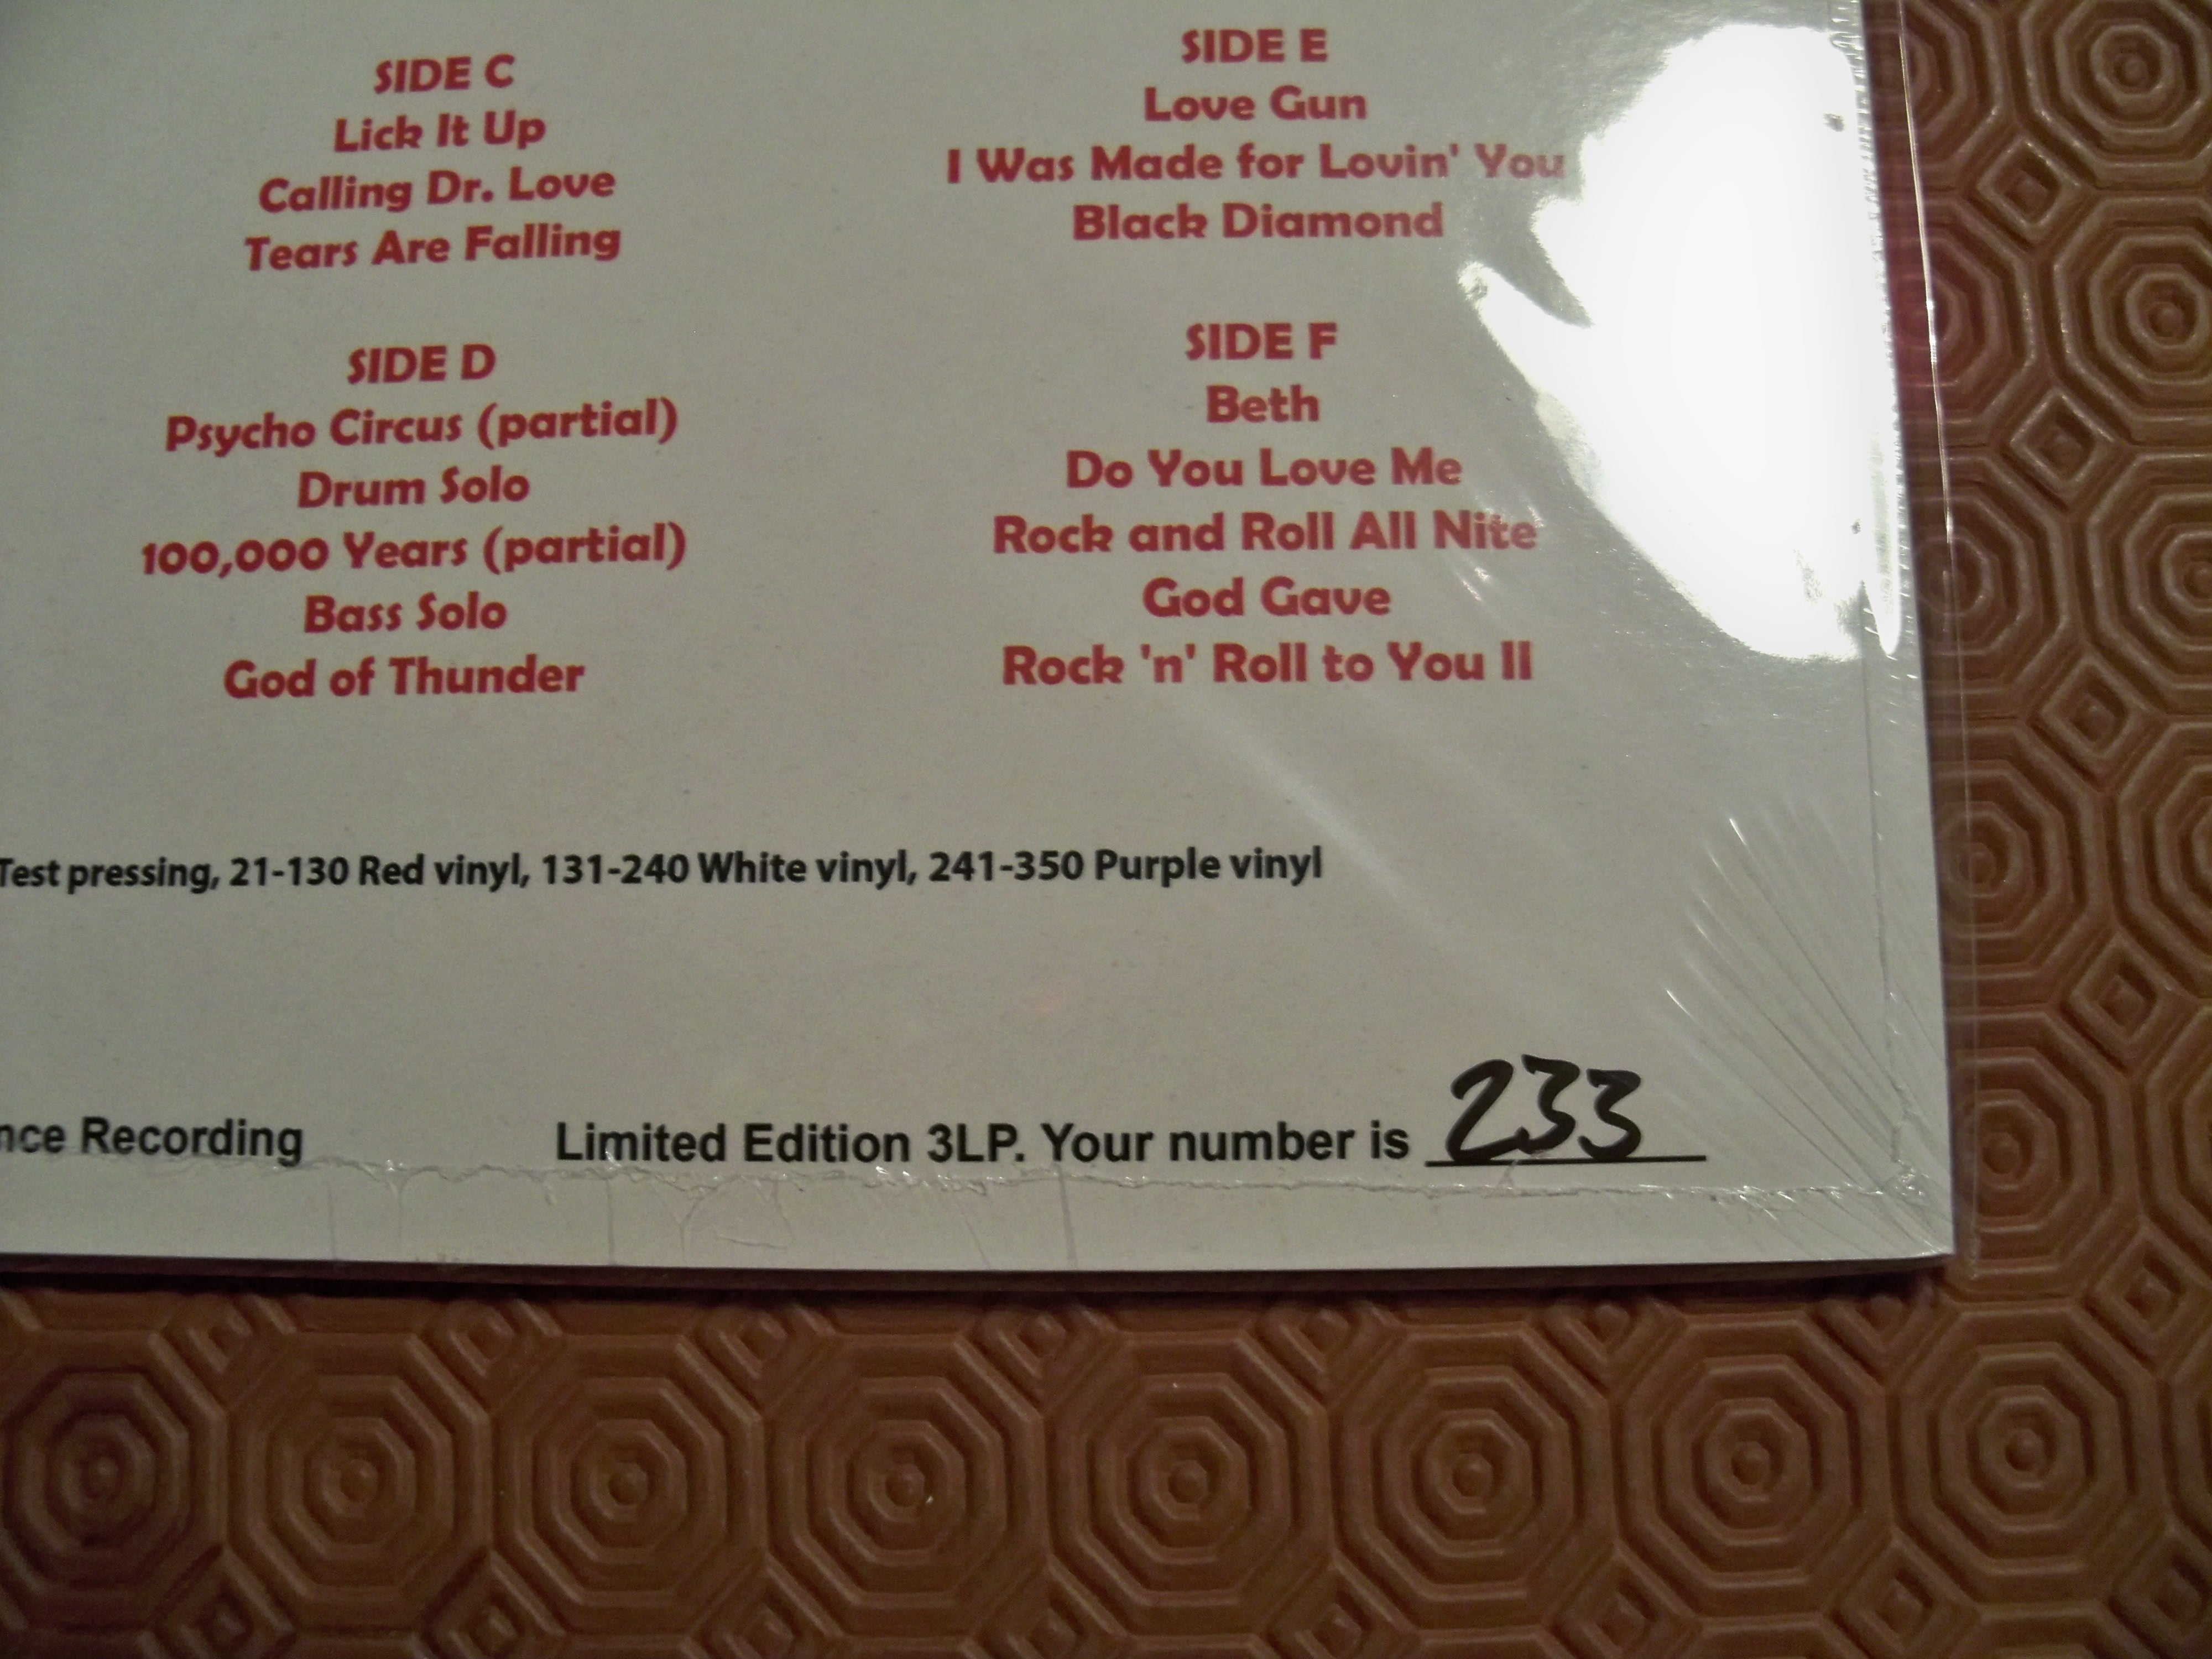 SIDE C
Lick It Up
Calling Dr. Love
Tears Are Falling
SIDE D
Psycho Circus (partial)
Drum Solo
100,000 Years (partial)
Bass Solo
God of Thunder
SIDE E
Love Gun
I Was Made for Lovin' You
Black Diamond
SIDE F
Beth
Do You Love Me
Rock and Roll All Nite
God Gave
Rock 'n' Roll to You II
Test pressing, 21-130 Red vinyl, 131-240 White vinyl, 241-350 Purple vinyl
Recording
Limited Edition 3LP. Your number is 233